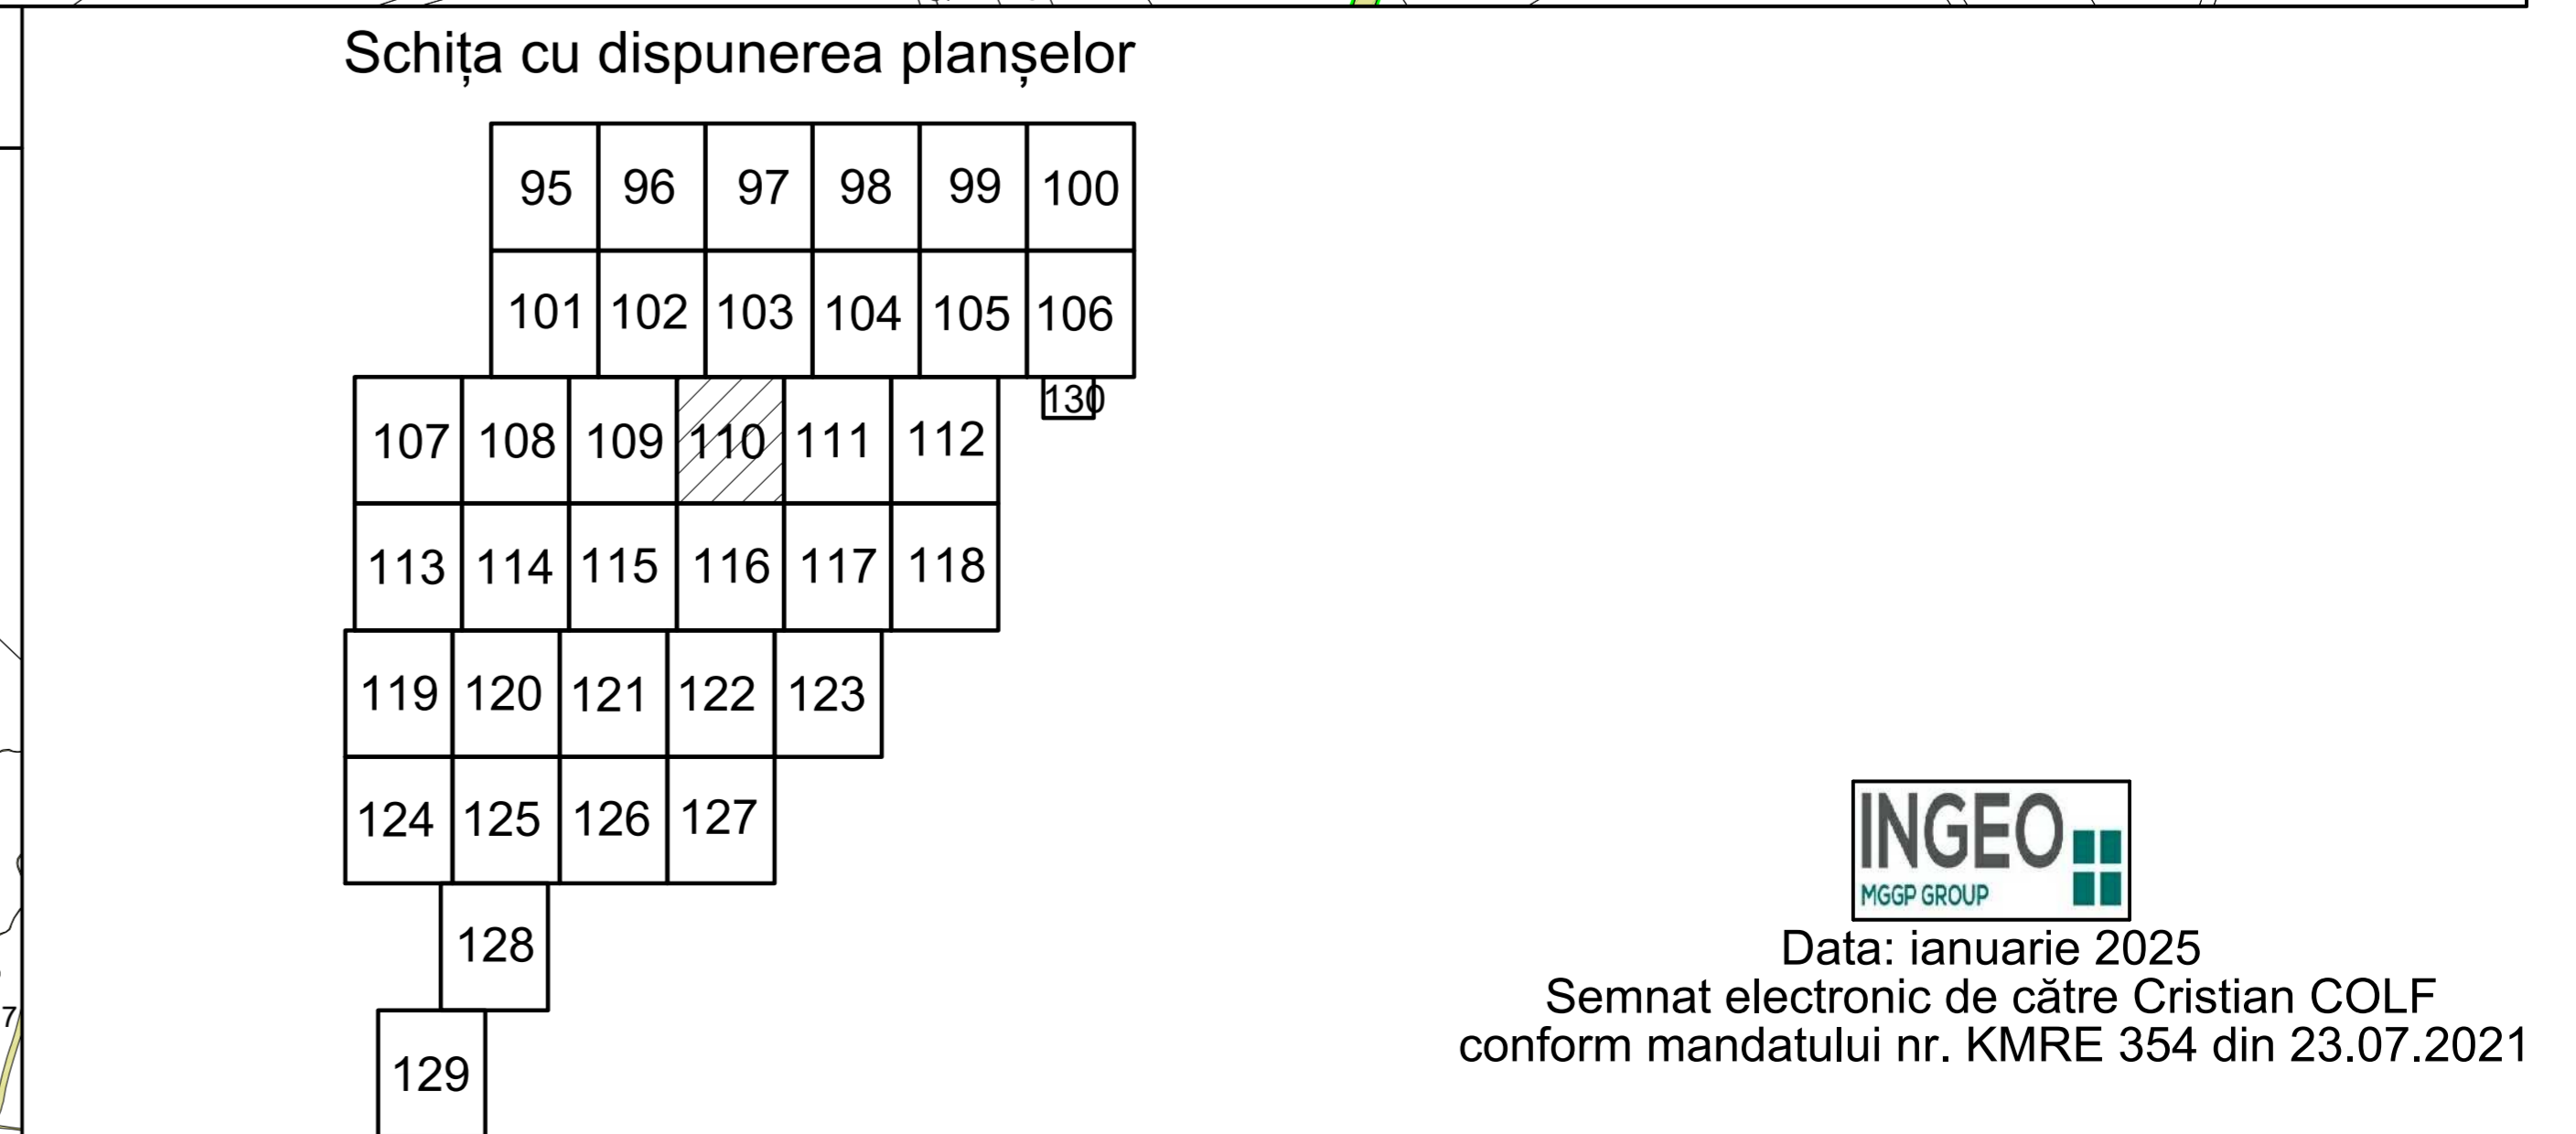 Schița cu dispunerea planșelor
95 96 97 98 99 100
101 102 103 104 105 106
130
107 108 109 110 111 112
113 114 115 116 117 118
119 120 121 122 123
124 125 126 127
128
129
7
INGEO
MGGP GROUP
Data: ianuarie 2025
Semnat electronic de către Cristian COLF
conform mandatului nr. KMRE 354 din 23.07.2021